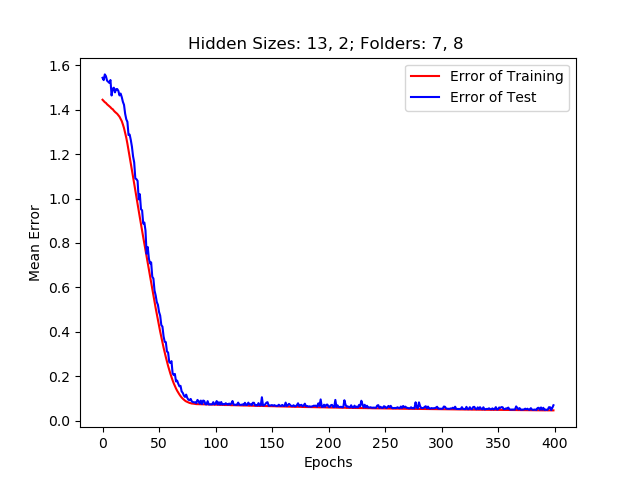 Hidden Sizes: 13, 2; Folders: 7, 8
Error of Training
Error of Test
Mean Error
1.6
1.4
1.2
1.0
0.8
0.6
0.4
0.2
0.0
0 50 100 150 200 250 300 350 400
Epochs